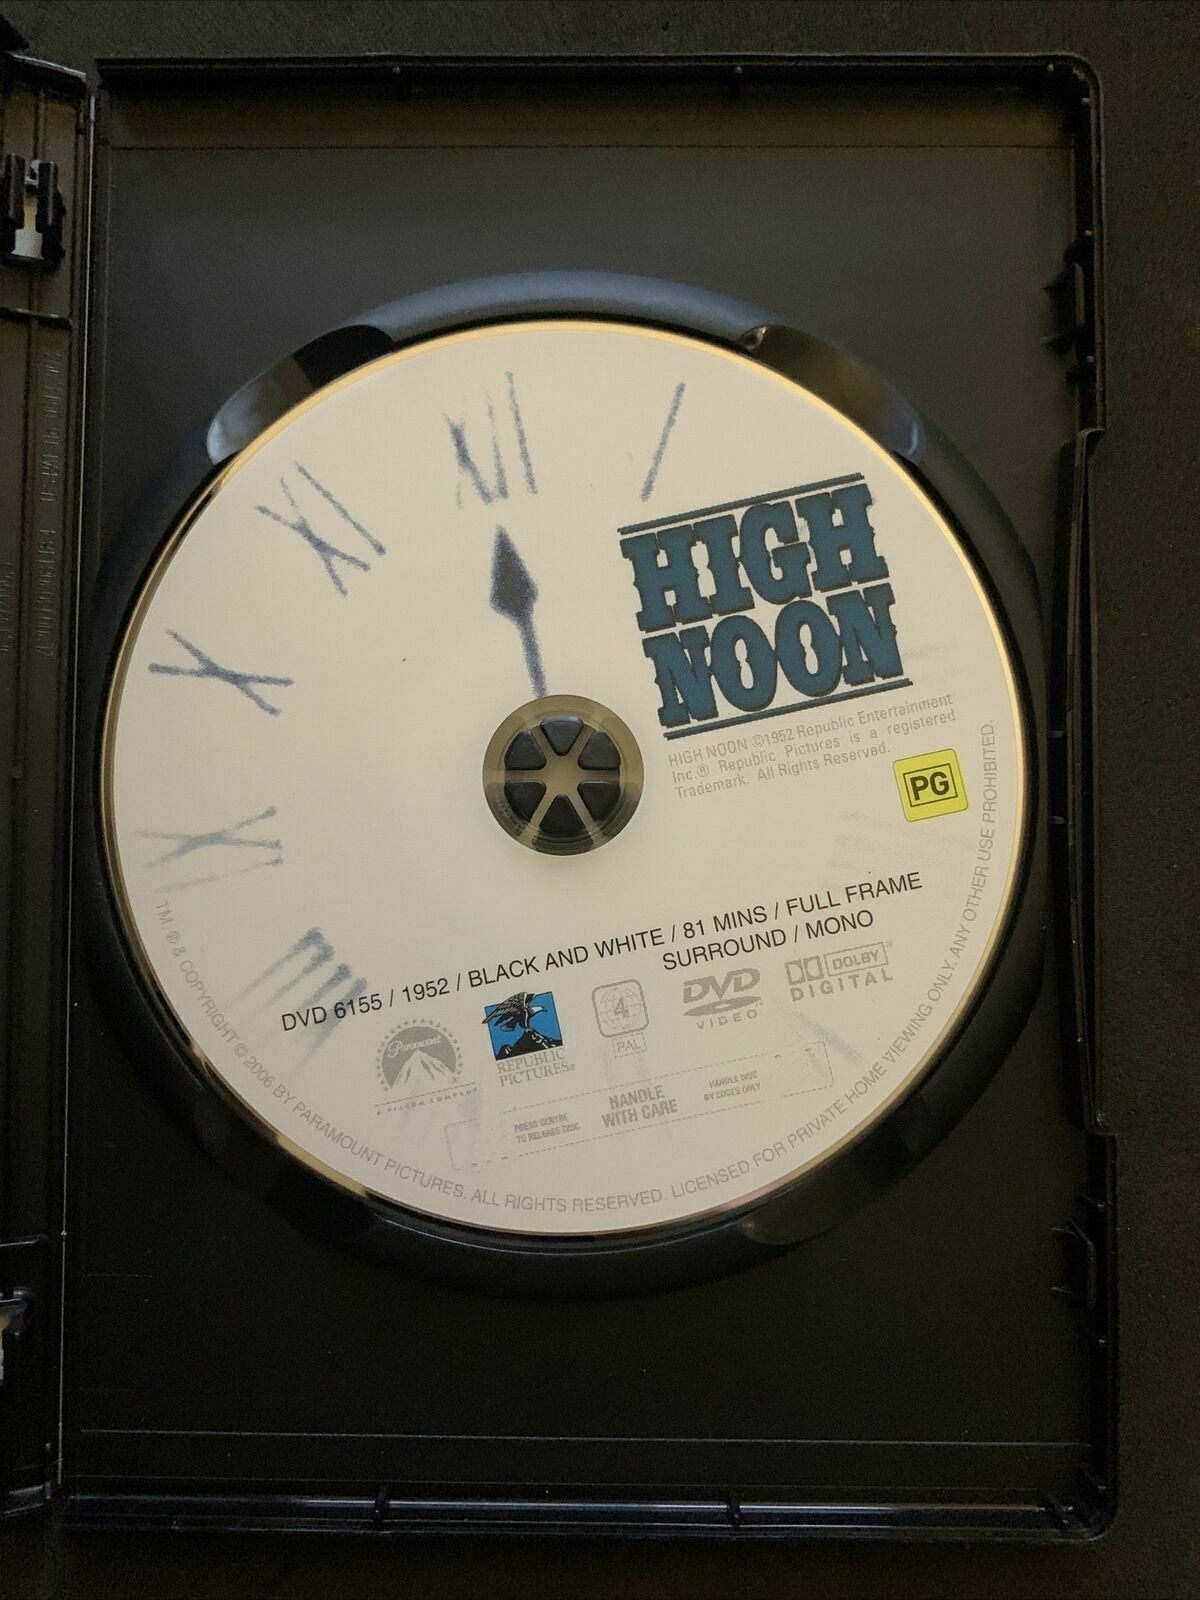 XII
I
XI
X
IX
VIII
HIGH
NOON
HIGH NOON ©1952 Republic Entertainment
Inc.® Republic Pictures is a registered
Trademark. All Rights Reserved.
PG
DVD 6155 / 1952 / BLACK AND WHITE / 81 MINS / FULL FRAME
SURROUND / MONO
Paramount
A VIACOM COMPANY
REPUBLIC
PICTURES®
4
PAL
DVD
VIDEO
DOLBY
DIGITAL
PRESS CENTRE
TO RELEASE DISC
HANDLE
WITH CARE
HANDLE DISC
BY EDGES ONLY
TM, ® & COPYRIGHT © 2006 BY PARAMOUNT PICTURES. ALL RIGHTS RESERVED. LICENSED FOR PRIVATE HOME VIEWING ONLY. ANY OTHER USE PROHIBITED.